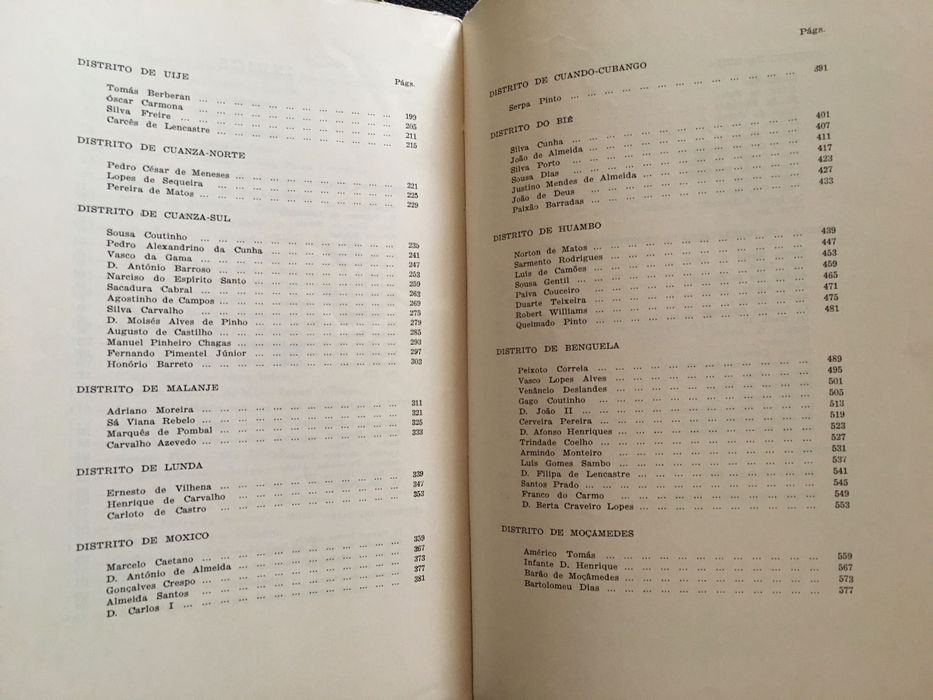 Págs.
DISTRITO DE UIJE
Tomás Berberan ... 199
Óscar Carmona ... 205
Silva Freire ... 211
Carcês de Lencastre ... 215
DISTRITO DE CUANZA-NORTE
Pedro César de Meneses ... 221
Lopes de Sequeira ... 225
Pereira de Matos ... 229
DISTRITO DE CUANZA-SUL
Sousa Coutinho ... 235
Pedro Alexandrino da Cunha ... 241
Vasco da Gama ... 247
D. António Barroso ... 253
Narciso do Espírito Santo ... 259
Sacadura Cabral ... 263
Agostinho de Campos ... 269
Silva Carvalho ... 275
D. Moisés Alves de Pinho ... 279
Augusto de Castilho ... 285
Manuel Pinheiro Chagas ... 293
Fernando Pimentel Júnior ... 297
Honório Barreto ... 303
DISTRITO DE MALANJE
Adriano Moreira ... 311
Sá Viana Rebelo ... 321
Marquês de Pombal ... 325
Carvalho Azevedo ... 333
DISTRITO DE LUNDA
Ernesto de Vilhena ... 339
Henrique de Carvalho ... 347
Carloto de Castro ... 353
DISTRITO DE MOXICO
Marcelo Caetano ... 359
D. António de Almeida ... 367
Gonçalves Crespo ... 373
Almeida Santos ... 377
D. Carlos I ... 381
Págs.
DISTRITO DE CUANDO-CUBANGO
Serpa Pinto ... 391
DISTRITO DO BIÉ
Silva Cunha ... 401
João de Almeida ... 407
Silva Porto ... 411
Sousa Dias ... 417
Justino Mendes de Almeida ... 423
João de Deus ... 427
Paixão Barradas ... 433
DISTRITO DE HUAMBO
Norton de Matos ... 439
Sarmento Rodrigues ... 447
Luís de Camões ... 453
Sousa Gentil ... 459
Paiva Couceiro ... 465
Duarte Teixeira ... 471
Robert Williams ... 475
Queimado Pinto ... 481
DISTRITO DE BENGUELA
Peixoto Correla ... 489
Vasco Lopes Alves ... 495
Venâncio Deslandes ... 501
Gago Coutinho ... 505
D. João II ... 513
Cerveira Pereira ... 519
D. Afonso Henriques ... 523
Trindade Coelho ... 527
Armindo Monteiro ... 531
Luís Gomes Sambo ... 537
D. Filipa de Lencastre ... 541
Santos Prado ... 545
Franco do Carmo ... 549
D. Berta Craveiro Lopes ... 553
DISTRITO DE MOÇAMEDES
Américo Tomás ... 559
Infante D. Henrique ... 567
Barão de Moçâmedes ... 573
Bartolomeu Dias ... 377